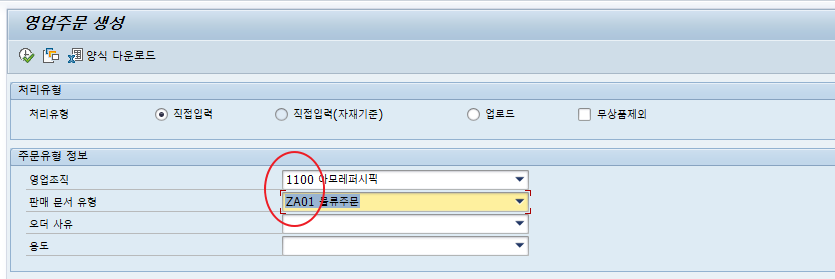 영업주문 생성
양식 다운로드
처리유형
처리유형 직접입력 직접입력(자재기준) 업로드 무상품제외
주문유형 정보
영업조직 1100 아모레퍼시픽
판매 문서 유형 ZA01 물류주문
오더 사유
용도